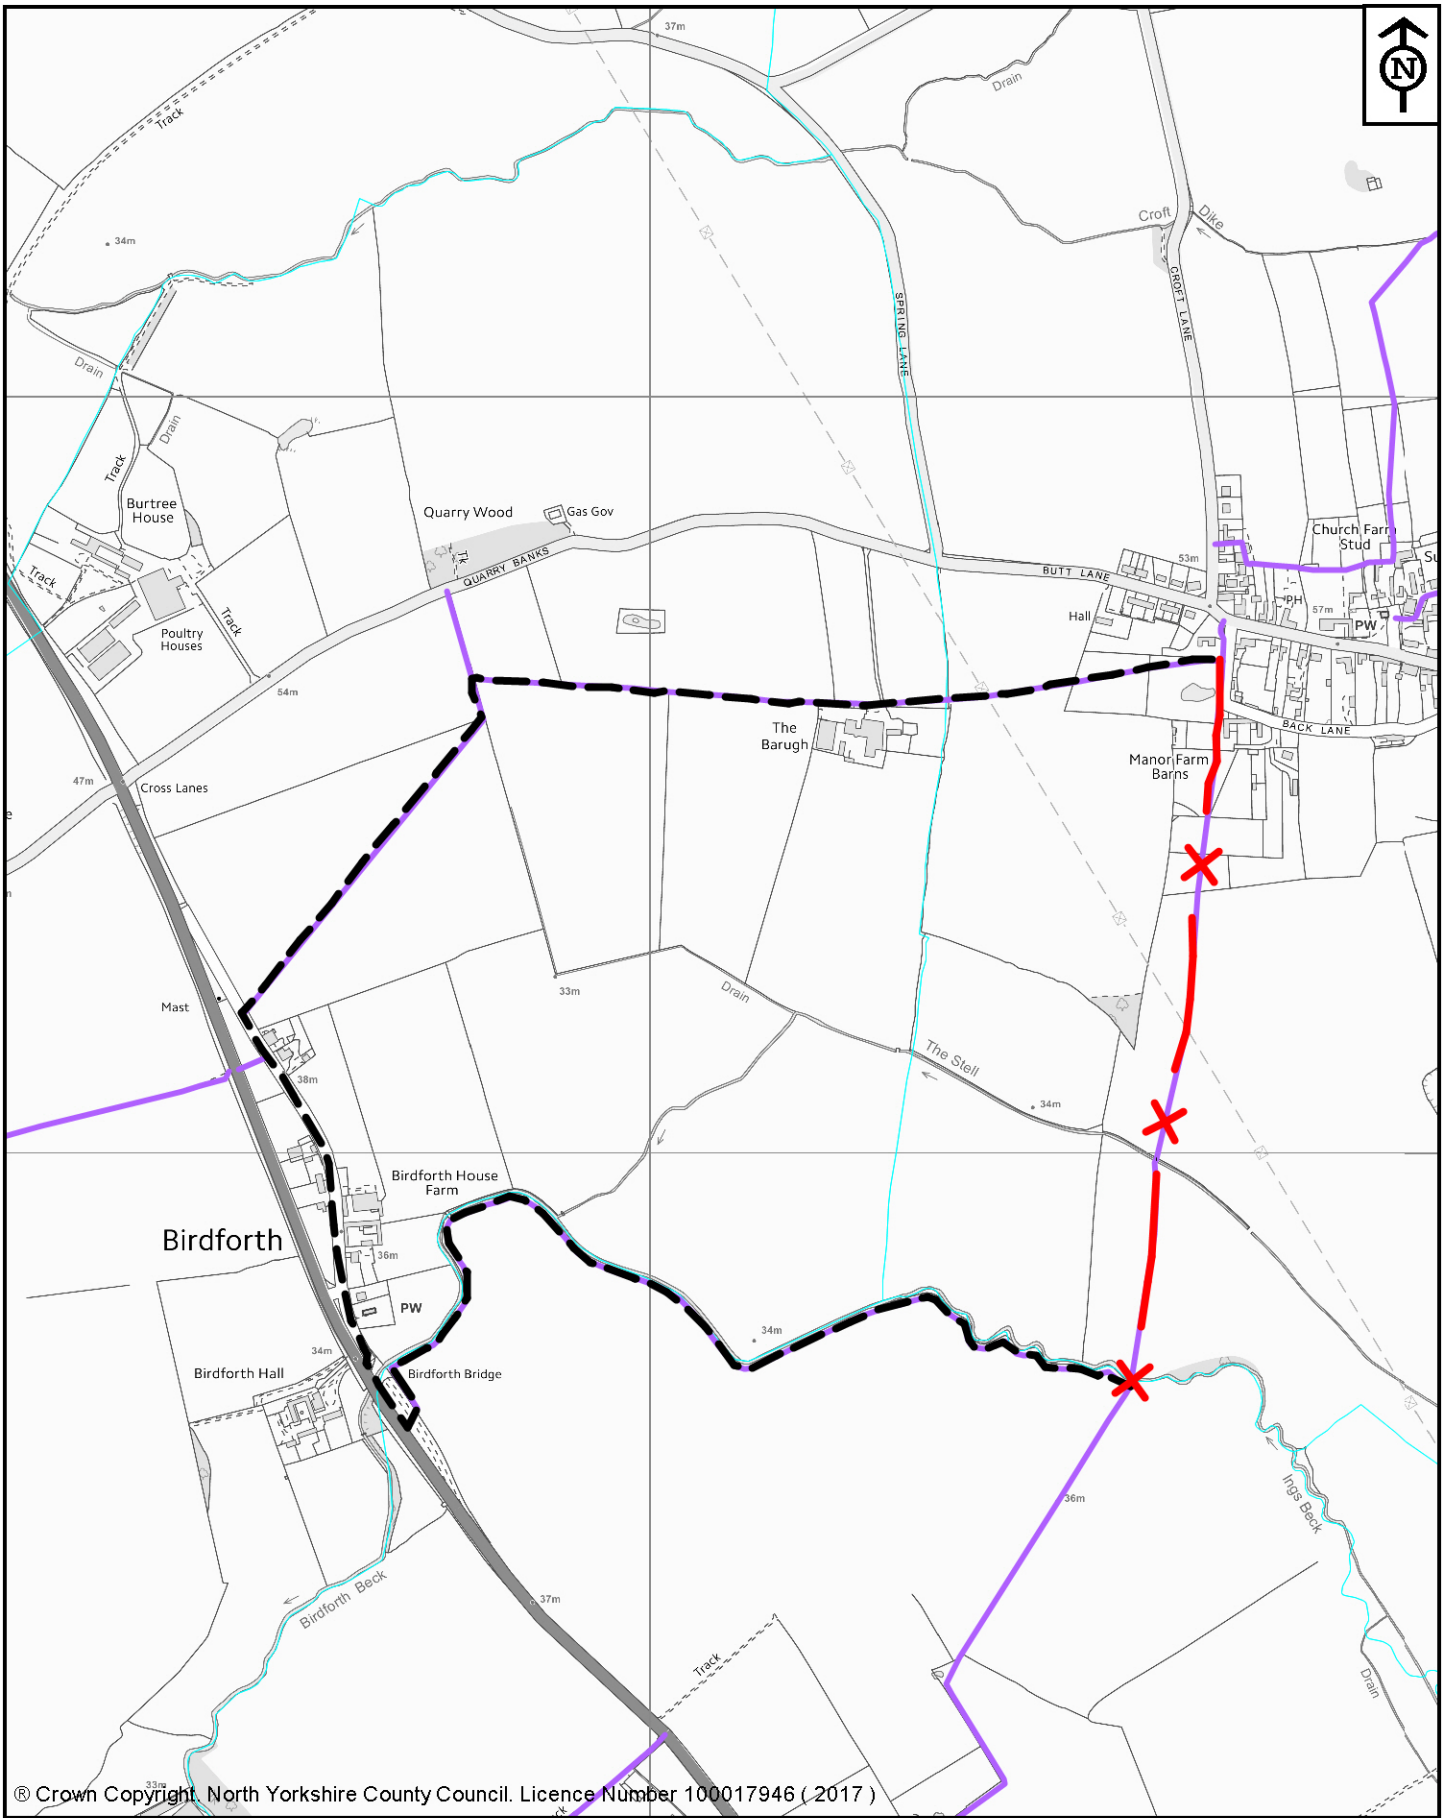 37m
N
Drain
Track
Croft
Dike
34m
CROFT LANE
SPRING LANE
Drain
Drain
Track
Burtree
House
Quarry Wood
Gas Gov
Tk
QUARRY BANKS
Church Farm
Stud
Su
53m
BUTT LANE
Track
PH
57m
Hall
PW
Track
Poultry
Houses
54m
The
Barugh
BACK LANE
Manor Farm
Barns
47m
Cross Lanes
e
33m
Drain
Mast
n
The Stell
38m
34m
Birdforth House
Farm
Birdforth
36m
PW
34m
34m
Birdforth Hall
Birdforth Bridge
36m
Ings Beck
Birdforth Beck
37m
Track
Drain
33m
® Crown Copyright. North Yorkshire County Council. Licence Number 100017946 ( 2017 )
ck